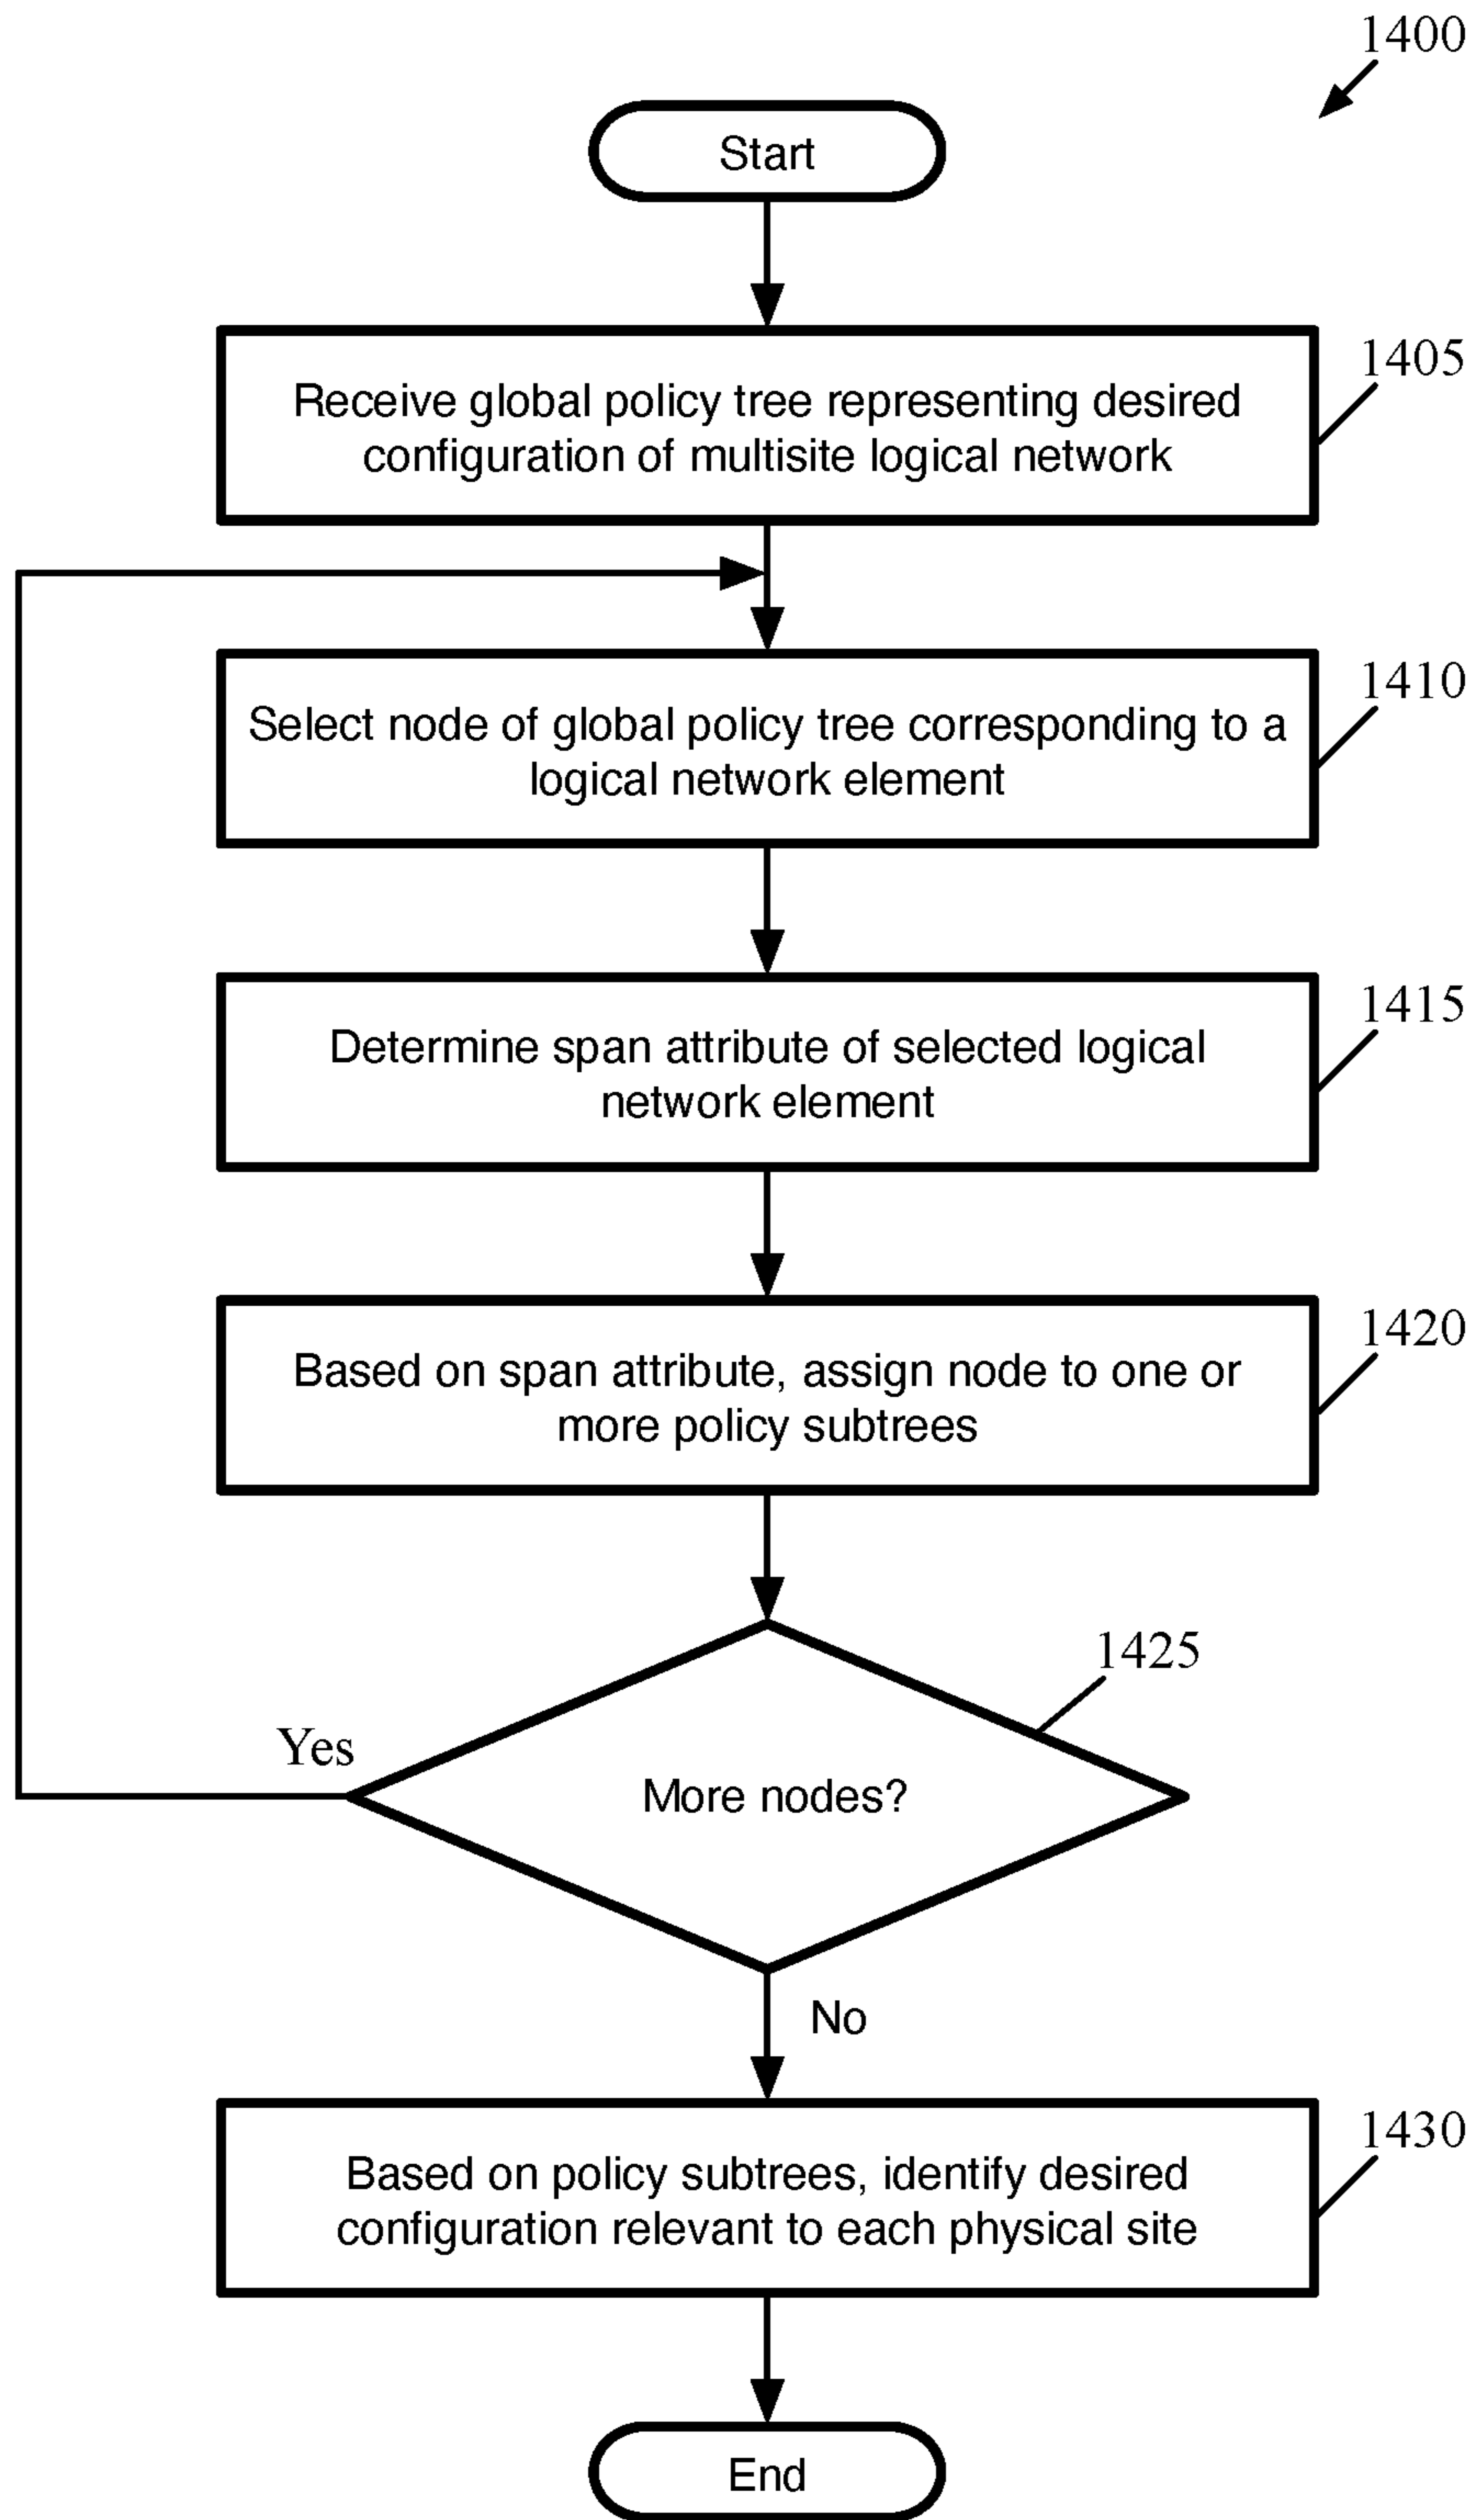 1400
Start
1405
Receive global policy tree representing desired
configuration of multisite logical network
1410
Select node of global policy tree corresponding to a
logical network element
1415
Determine span attribute of selected logical
network element
1420
Based on span attribute, assign node to one or
more policy subtrees
1425
Yes
More nodes?
No
1430
Based on policy subtrees, identify desired
configuration relevant to each physical site
End